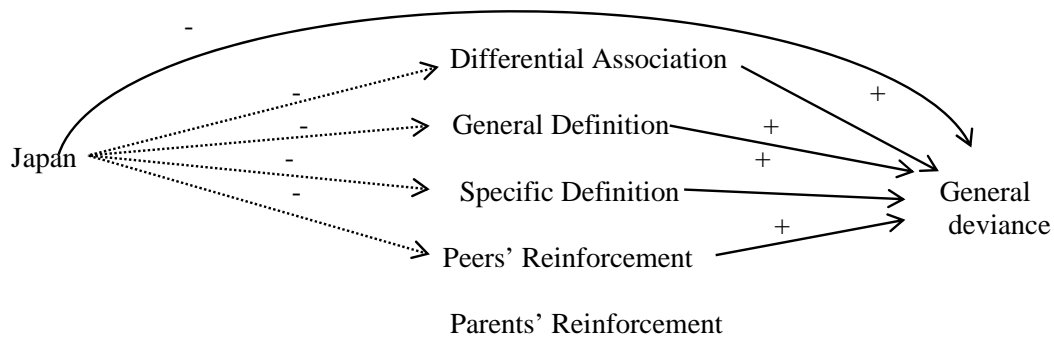 -
Differential Association
-
+
General Definition
-
+
Japan
-
+
Specific Definition
-
General
deviance
+
Peers’ Reinforcement
Parents’ Reinforcement